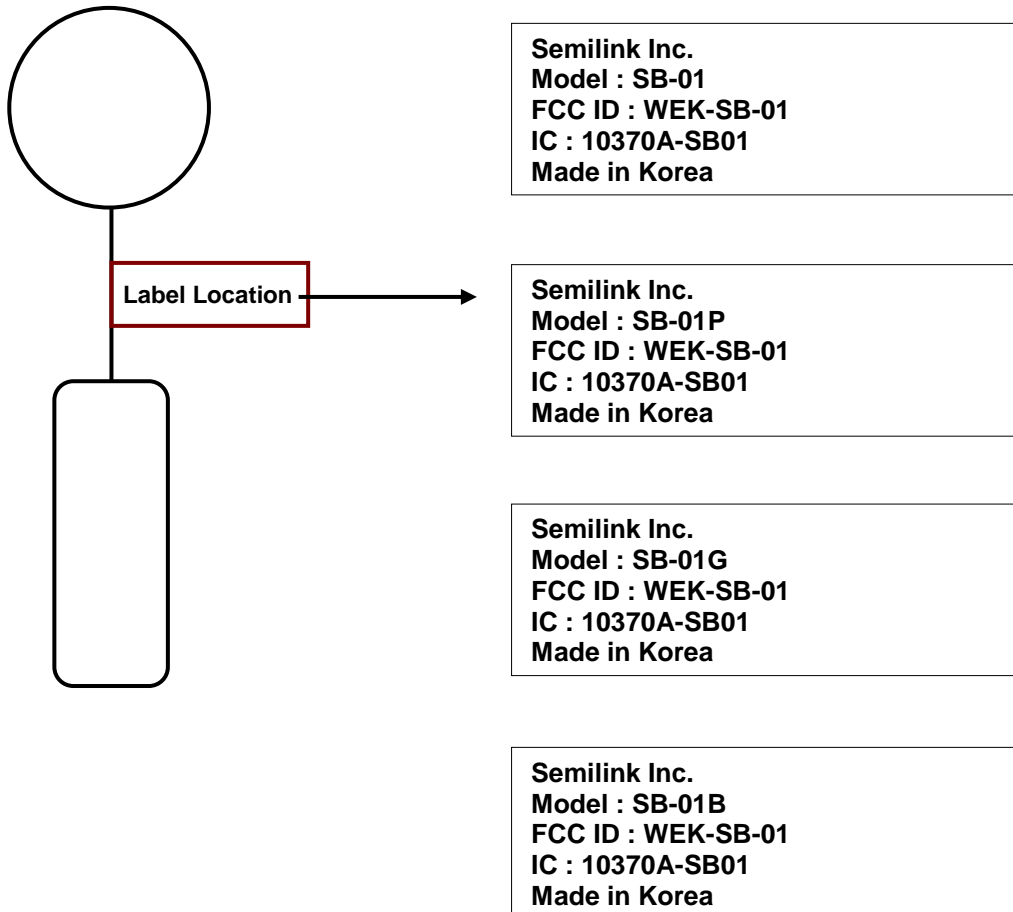 Semilink Inc.
Model : SB-01
FCC ID : WEK-SB-01
IC : 10370A-SB01
Made in Korea
Label Location
Semilink Inc.
Model : SB-01P
FCC ID : WEK-SB-01
IC : 10370A-SB01
Made in Korea
Semilink Inc.
Model : SB-01G
FCC ID : WEK-SB-01
IC : 10370A-SB01
Made in Korea
Semilink Inc.
Model : SB-01B
FCC ID : WEK-SB-01
IC : 10370A-SB01
Made in Korea